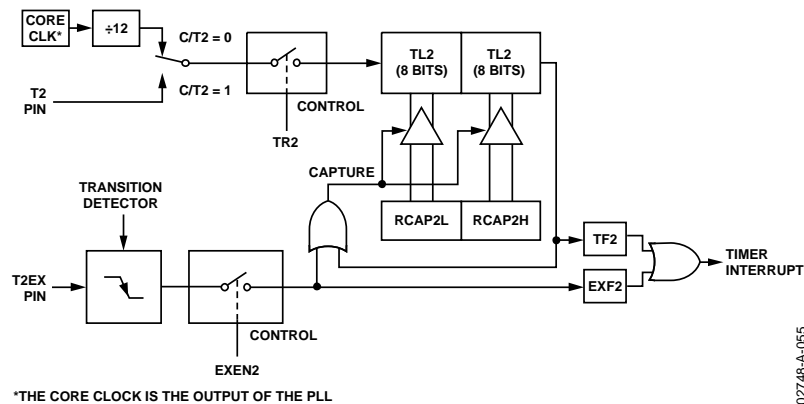 CORE
CLK*
÷12
C/T2 = 0
T2
PIN
C/T2 = 1
CONTROL
TR2
TL2
(8 BITS)
TL2
(8 BITS)
CAPTURE
RCAP2L
RCAP2H
TRANSITION
DETECTOR
T2EX
PIN
CONTROL
EXEN2
TF2
EXF2
TIMER
INTERRUPT
*THE CORE CLOCK IS THE OUTPUT OF THE PLL
02748-A-055